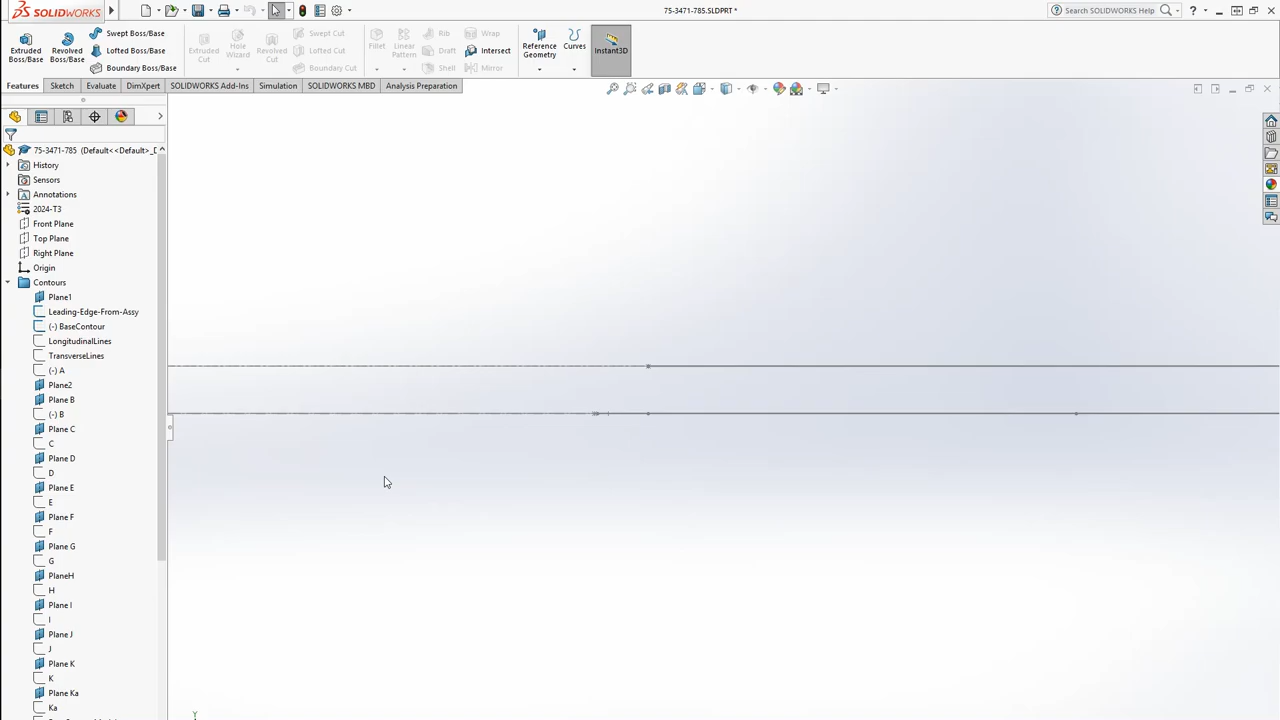 SOLIDWORKS
75-3471-785.SLDPRT *
Search SOLIDWORKS Help
Extruded Boss/Base
Revolved Boss/Base
Swept Boss/Base
Lofted Boss/Base
Boundary Boss/Base
Extruded Cut
Hole Wizard
Revolved Cut
Swept Cut
Lofted Cut
Boundary Cut
Fillet
Linear Pattern
Rib
Draft
Shell
Wrap
Intersect
Mirror
Reference Geometry
Curves
Instant3D
Features
Sketch
Evaluate
DimXpert
SOLIDWORKS Add-Ins
Simulation
SOLIDWORKS MBD
Analysis Preparation
75-3471-785 (Default<<Default>_D
History
Sensors
Annotations
2024-T3
Front Plane
Top Plane
Right Plane
Origin
Contours
Plane1
Leading-Edge-From-Assy
(-) BaseContour
LongitudinalLines
TransverseLines
(-) A
Plane2
Plane B
(-) B
Plane C
C
Plane D
D
Plane E
E
Plane F
F
Plane G
G
PlaneH
H
Plane I
I
Plane J
J
Plane K
K
Plane Ka
Ka
Y